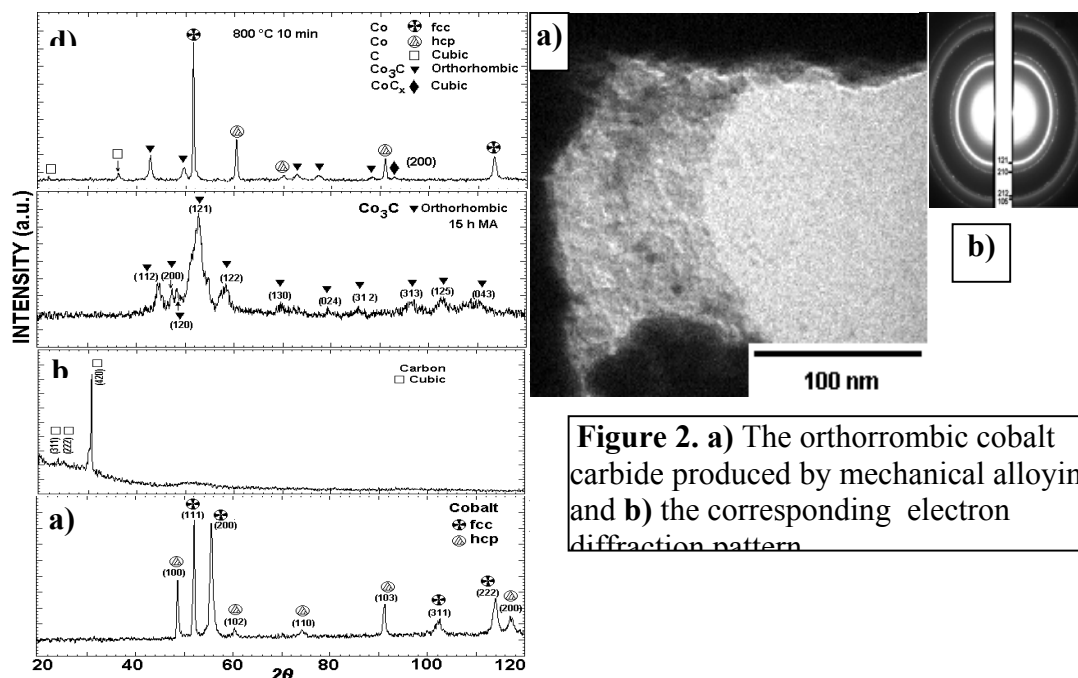 d)
800 °C 10 min
Co fcc
Co hcp
C Cubic
Co3C Orthorhombic
CoCx Cubic
(200)
Co3C Orthorhombic
15 h MA
(121)
(112) (200)
(120)
(122)
(130)
(024)
(312)
(313)
(125)
(043)
INTENSITY (a.u.)
b
Carbon
Cubic
(311)
(222)
(420)
a)
Cobalt
fcc
hcp
(100)
(111)
(200)
(102)
(110)
(103)
(311)
(222)
(200)
20 40 60 80 100 120
2θ
a)
100 nm
121
210
212
105
b)
Figure 2. a) The orthorrombic cobalt
carbide produced by mechanical alloyin
and b) the corresponding electron
diffraction pattern